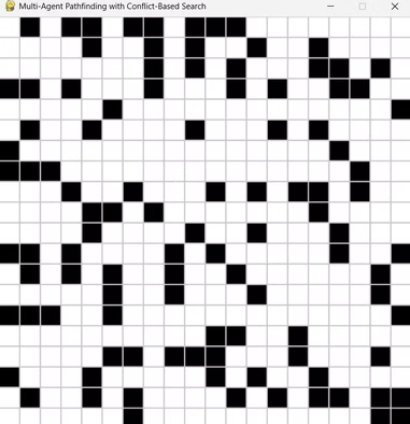 Multi-Agent Pathfinding with Conflict-Based Search